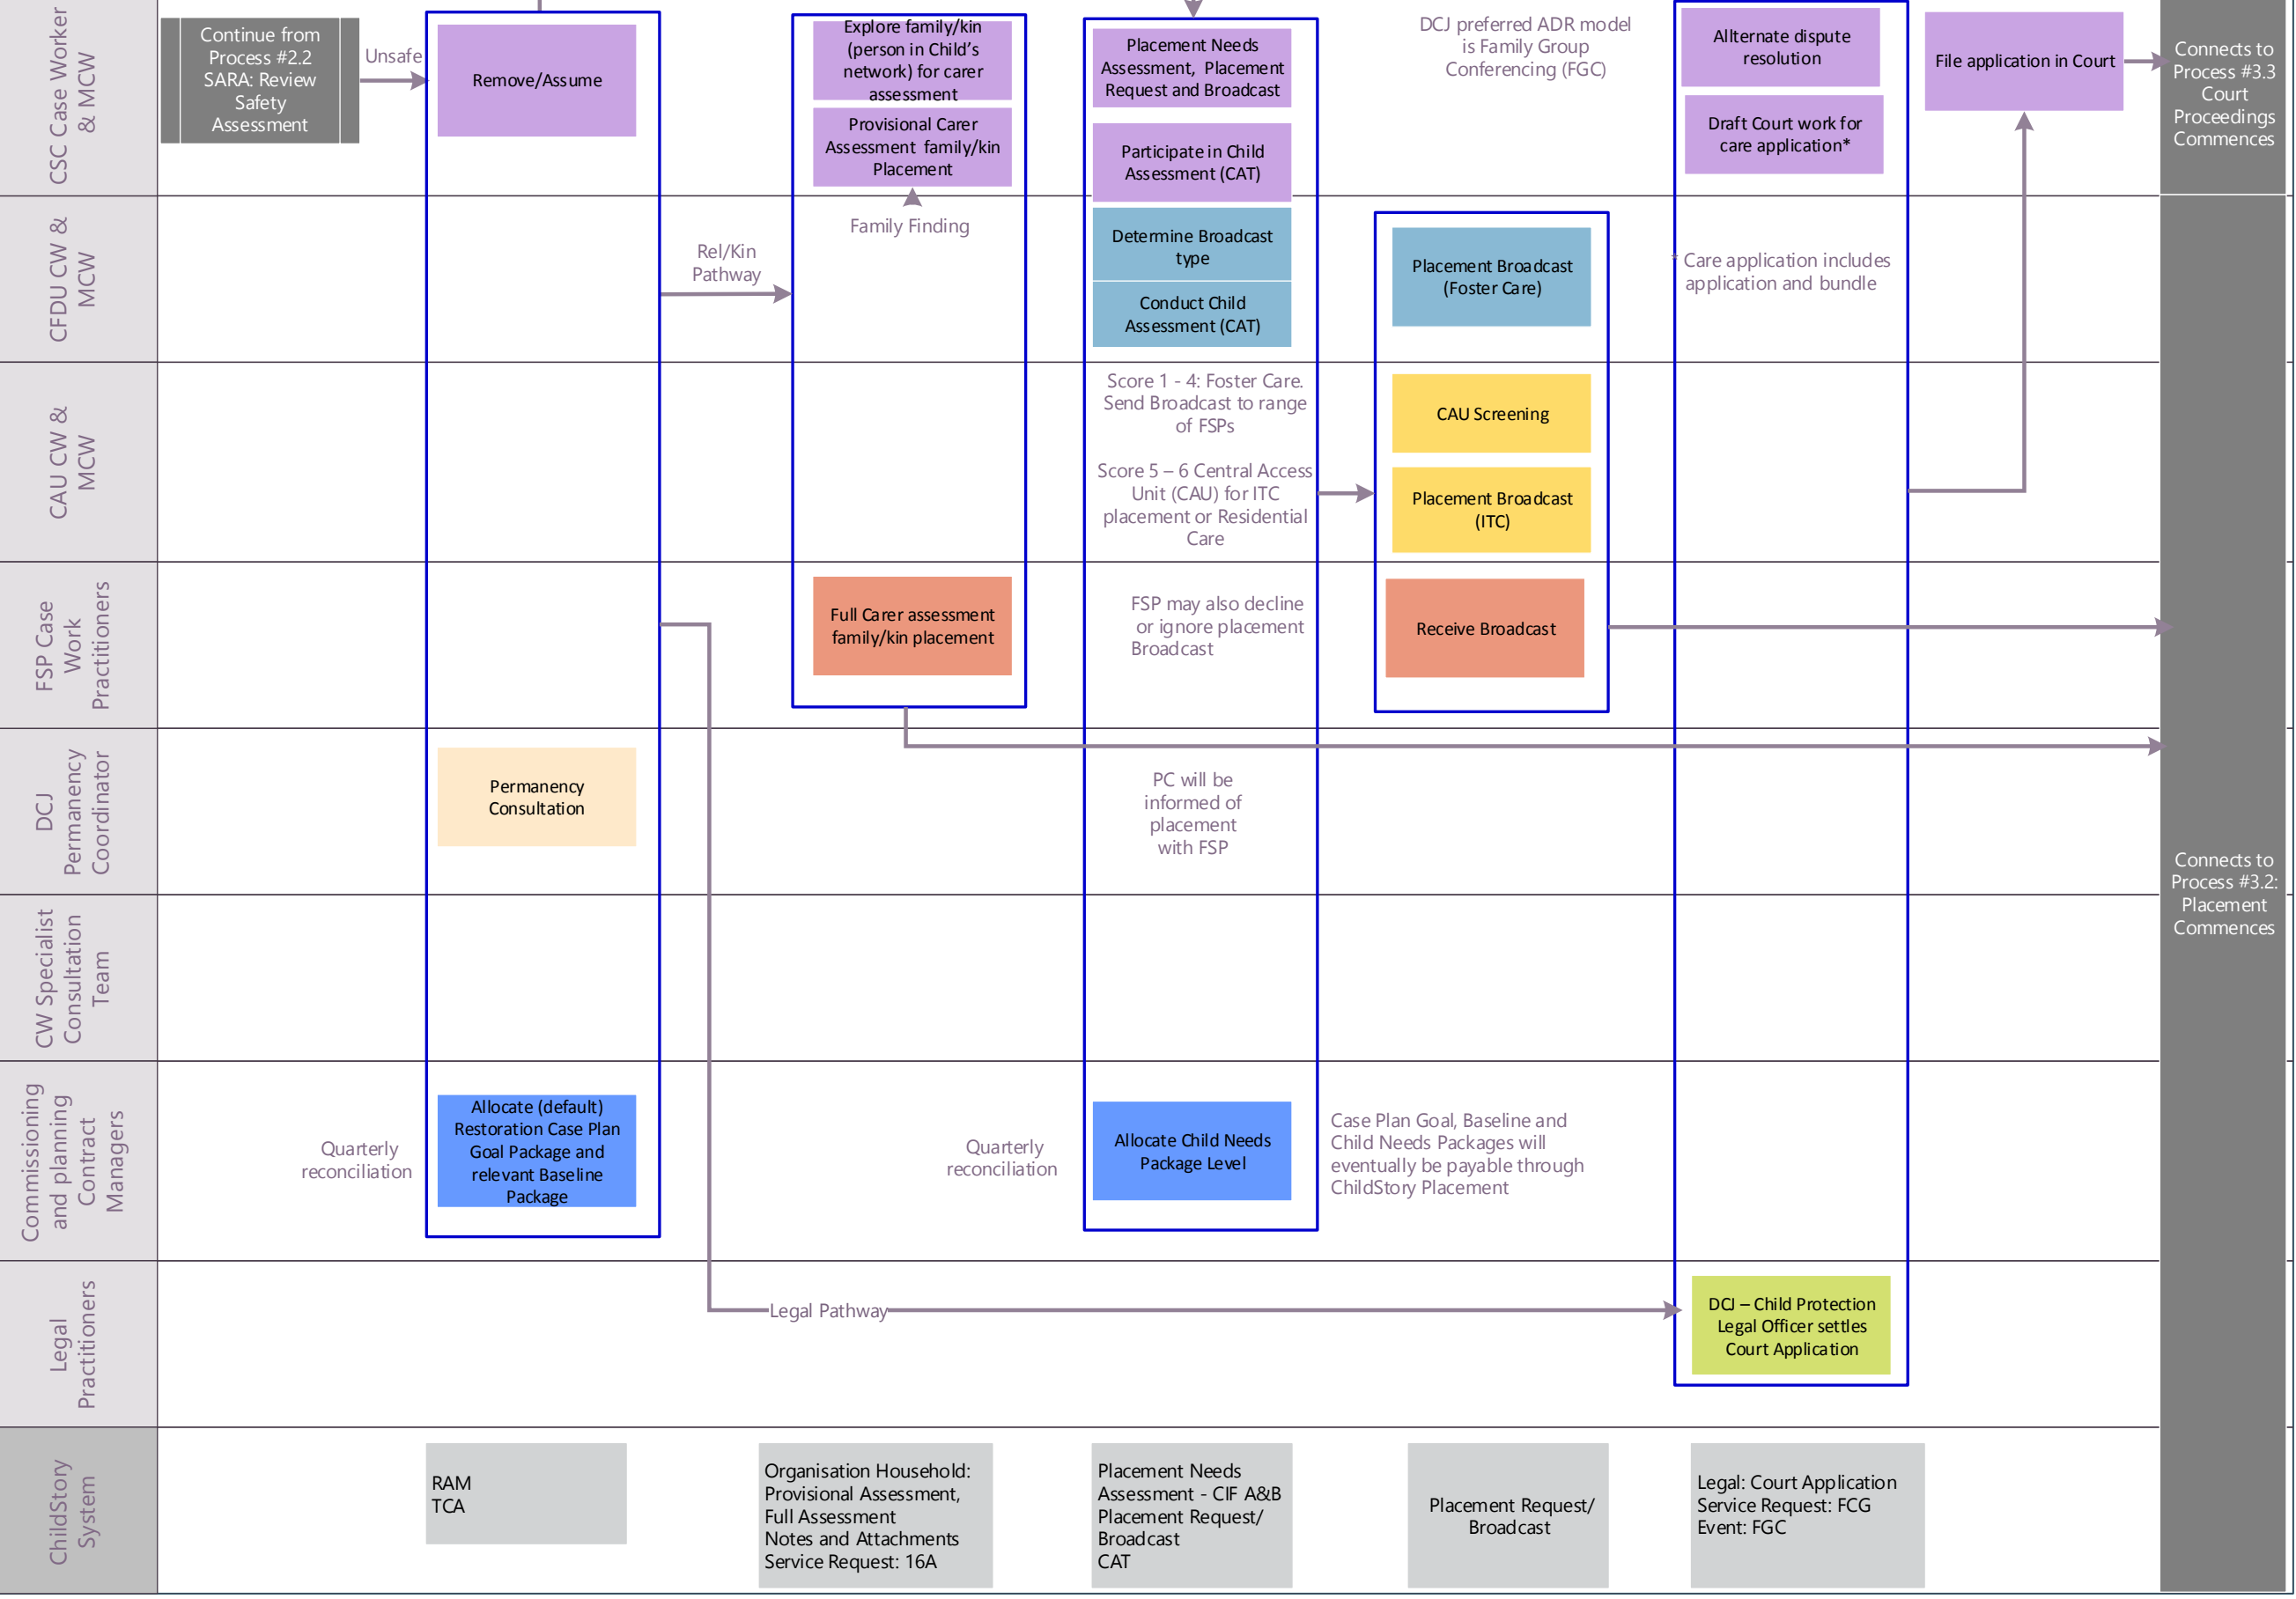 CSC Case Worker
& MCW
Continue from
Process #2.2
SARA: Review
Safety
Assessment
Unsafe
Remove/Assume
Explore family/kin
(person in Child’s
network) for carer
assessment
Provisional Carer
Assessment family/kin
Placement
Placement Needs
Assessment, Placement
Request and Broadcast
Participate in Child
Assessment (CAT)
DCJ preferred ADR model
is Family Group
Conferencing (FGC)
Allternate dispute
resolution
Draft Court work for
care application*
File application in Court
Connects to
Process #3.3
Court
Proceedings
Commences
CFDU CW &
MCW
Rel/Kin
Pathway
Family Finding
Determine Broadcast
type
Conduct Child
Assessment (CAT)
Placement Broadcast
(Foster Care)
* Care application includes
application and bundle
CAU CW &
MCW
Score 1 - 4: Foster Care.
Send Broadcast to range
of FSPs
Score 5 – 6 Central Access
Unit (CAU) for ITC
placement or Residential
Care
CAU Screening
Placement Broadcast
(ITC)
FSP Case
Work
Practitioners
Full Carer assessment
family/kin placement
FSP may also decline
or ignore placement
Broadcast
Receive Broadcast
DCJ
Permanency
Coordinator
Permanency
Consultation
PC will be
informed of
placement
with FSP
Connects to
Process #3.2:
Placement
Commences
CW Specialist
Consultation
Team
Commissioning
and planning
Contract
Managers
Quarterly
reconciliation
Allocate (default)
Restoration Case Plan
Goal Package and
relevant Baseline
Package
Quarterly
reconciliation
Allocate Child Needs
Package Level
Case Plan Goal, Baseline and
Child Needs Packages will
eventually be payable through
ChildStory Placement
Legal
Practitioners
Legal Pathway
DCJ – Child Protection
Legal Officer settles
Court Application
ChildStory
System
RAM
TCA
Organisation Household:
Provisional Assessment,
Full Assessment
Notes and Attachments
Service Request: 16A
Placement Needs
Assessment - CIF A&B
Placement Request/
Broadcast
CAT
Placement Request/
Broadcast
Legal: Court Application
Service Request: FCG
Event: FGC